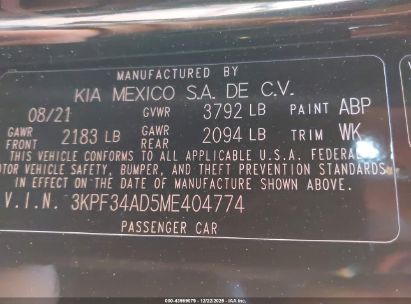 MANUFACTURED BY
KIA MEXICO S.A. DE C.V.
08/21 GVWR 3792 LB PAINT ABP
GAWR FRONT 2183 LB GAWR REAR 2094 LB TRIM WK
THIS VEHICLE CONFORMS TO ALL APPLICABLE U.S.A. FEDERAL
MOTOR VEHICLE SAFETY, BUMPER, AND THEFT PREVENTION STANDARDS
IN EFFECT ON THE DATE OF MANUFACTURE SHOWN ABOVE.
V.I.N. 3KPF34AD5ME404774
PASSENGER CAR